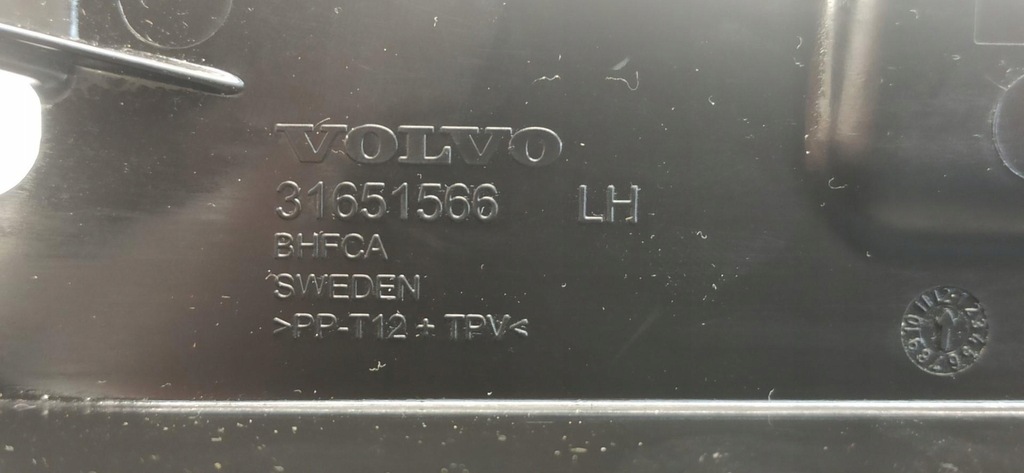 VOLVO
31651566 LH
BHFCA
SWEDEN
>PP-T12 + TPV<